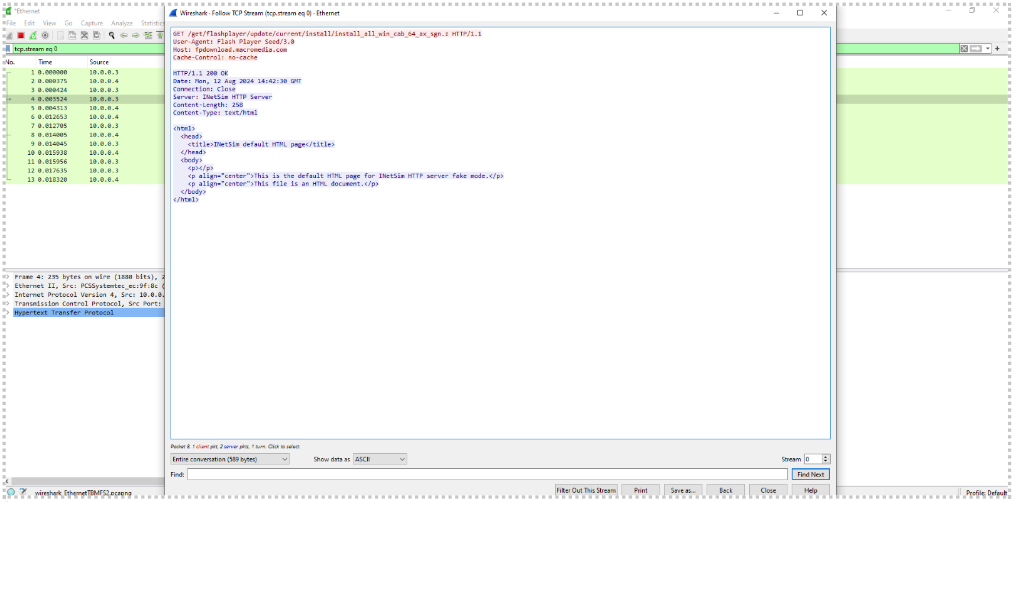 *Ethernet
Wireshark · Follow TCP Stream (tcp.stream eq 0) · Ethernet
File Edit View Go Capture Analyze Statistics
tcp.stream eq 0
No. Time Source
1 0.000000 10.0.0.3
2 0.000375 10.0.0.4
3 0.000424 10.0.0.3
4 0.003524 10.0.0.3
5 0.004313 10.0.0.4
6 0.012653 10.0.0.4
7 0.012705 10.0.0.3
8 0.014005 10.0.0.4
9 0.014045 10.0.0.3
10 0.015938 10.0.0.4
11 0.015956 10.0.0.3
12 0.017635 10.0.0.3
13 0.018320 10.0.0.4
Frame 4: 235 bytes on wire (1880 bits), 2
Ethernet II, Src: PCSSystemtec_ec:9f:8c (
Internet Protocol Version 4, Src: 10.0.0.
Transmission Control Protocol, Src Port:
Hypertext Transfer Protocol
GET /get/flashplayer/update/current/install/install_all_win_cab_64_ax_sgn.z HTTP/1.1
User-Agent: Flash Player Seed/3.0
Host: fpdownload.macromedia.com
Cache-Control: no-cache
HTTP/1.1 200 OK
Date: Mon, 12 Aug 2024 14:42:30 GMT
Connection: Close
Server: INetSim HTTP Server
Content-Length: 258
Content-Type: text/html
<html>
<head>
<title>INetSim default HTML page</title>
</head>
<body>
<p></p>
<p align="center">This is the default HTML page for INetSim HTTP server fake mode.</p>
<p align="center">This file is an HTML document.</p>
</body>
</html>
Packet 8. 1 client pkt, 2 server pkts, 1 turn. Click to select.
Entire conversation (589 bytes) Show data as ASCII Stream 0
Find: Find Next
Filter Out This Stream Print Save as... Back Close Help
Profile: Default